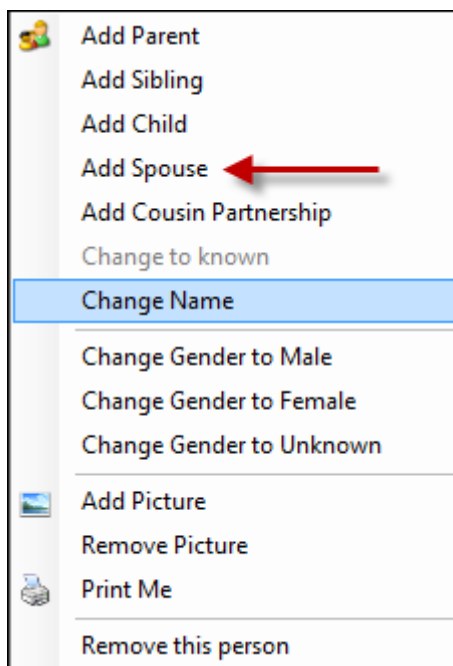 Add Parent
Add Sibling
Add Child
Add Spouse
Add Cousin Partnership
Change to known
Change Name
Change Gender to Male
Change Gender to Female
Change Gender to Unknown
Add Picture
Remove Picture
Print Me
Remove this person